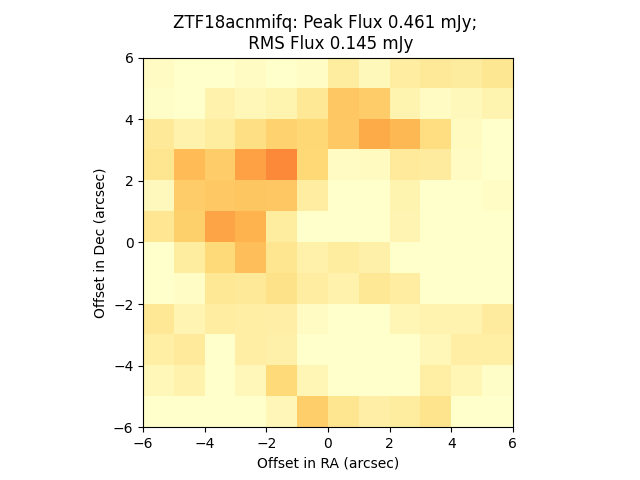 ZTF18acnmifq: Peak Flux 0.461 mJy;
RMS Flux 0.145 mJy
6
4
2
0
−2
−4
−6
Offset in Dec (arcsec)
−6 −4 −2 0 2 4 6
Offset in RA (arcsec)